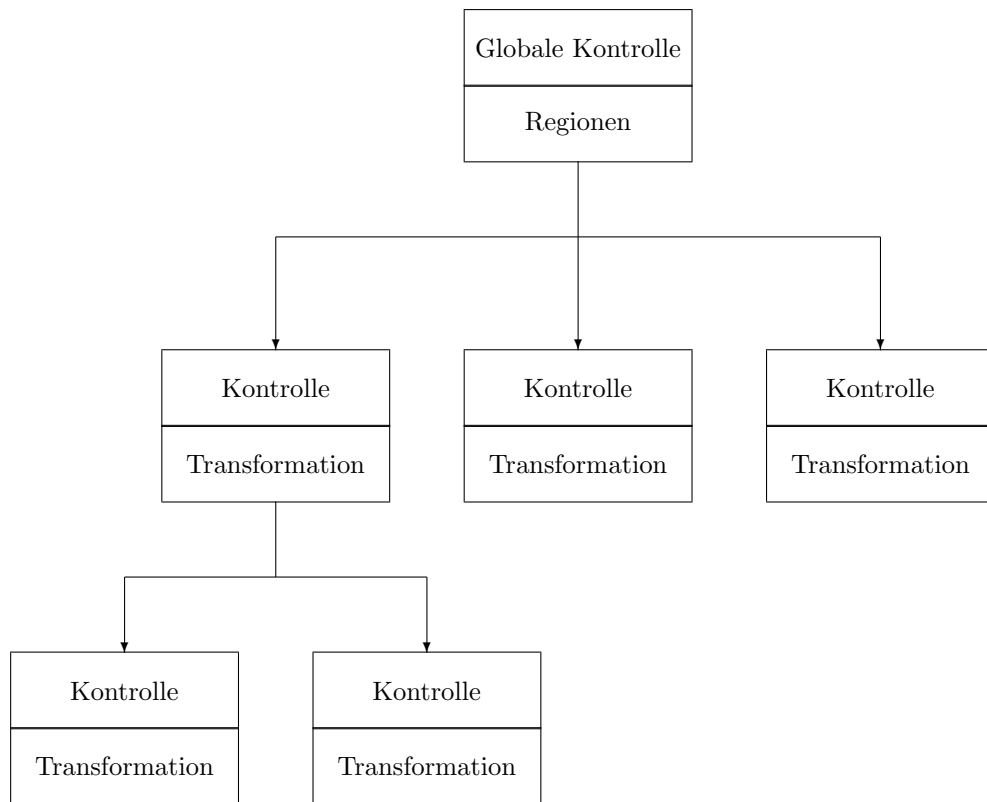 Globale Kontrolle
Regionen
Kontrolle
Transformation
Kontrolle
Transformation
Kontrolle
Transformation
Kontrolle
Transformation
Kontrolle
Transformation